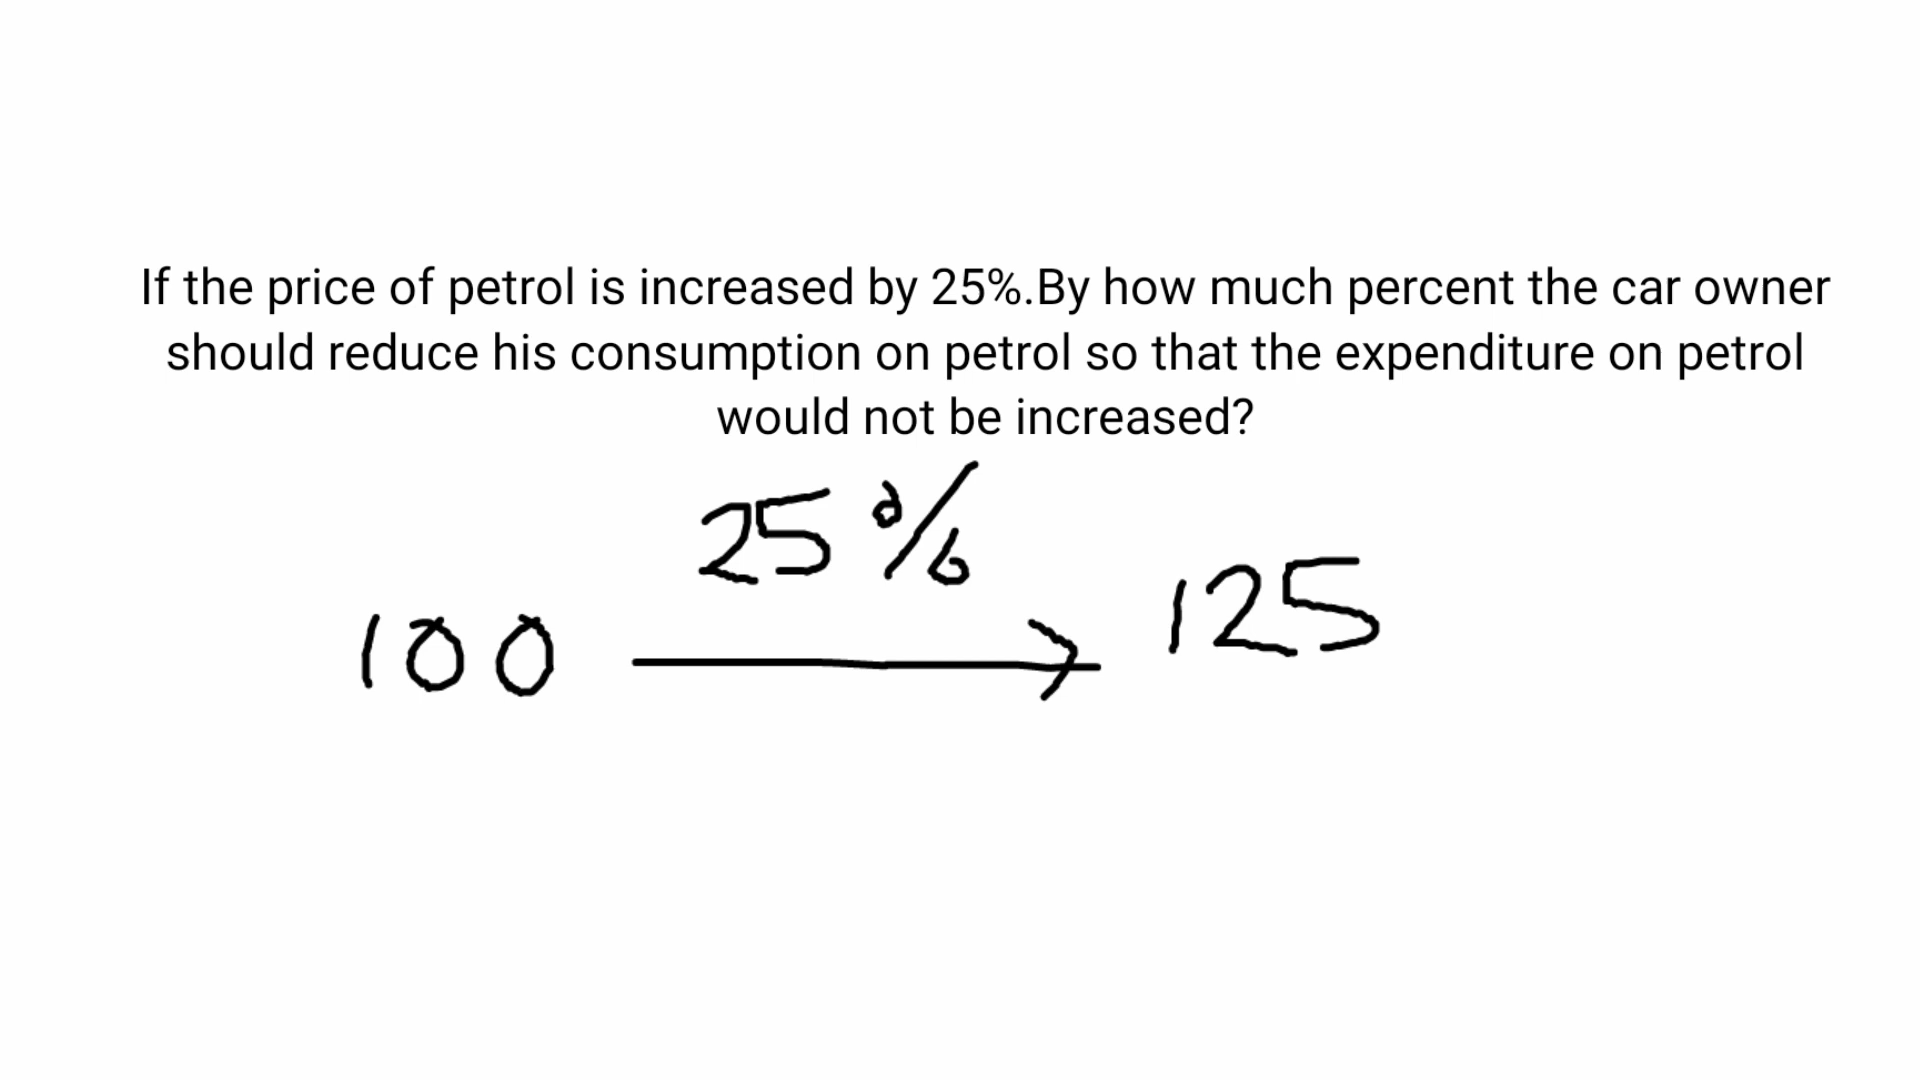 If the price of petrol is increased by 25%.By how much percent the car owner
should reduce his consumption on petrol so that the expenditure on petrol
would not be increased?
25%
100 → 125